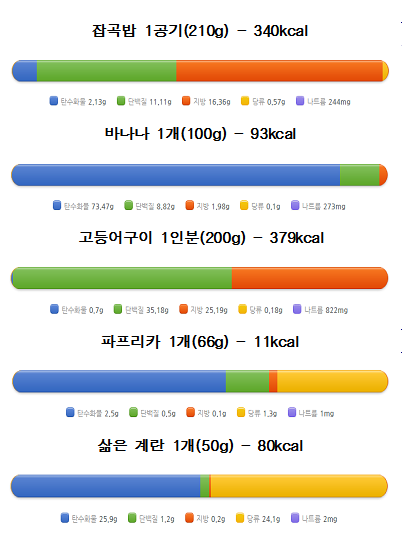 잡곡밥 1공기(210g) - 340kcal
탄수화물 2,13g 단백질 11,11g 지방 16,36g 당류 0,57g 나트륨 244mg
바나나 1개(100g) - 93kcal
탄수화물 73,47g 단백질 8,82g 지방 1,98g 당류 0,1g 나트륨 273mg
고등어구이 1인분(200g) - 379kcal
탄수화물 0,7g 단백질 35,18g 지방 25,19g 당류 0,18g 나트륨 822mg
파프리카 1개(66g) - 11kcal
탄수화물 2,5g 단백질 0,5g 지방 0,1g 당류 1,3g 나트륨 1mg
삶은 계란 1개(50g) - 80kcal
탄수화물 25,9g 단백질 1,2g 지방 0,2g 당류 24,1g 나트륨 2mg